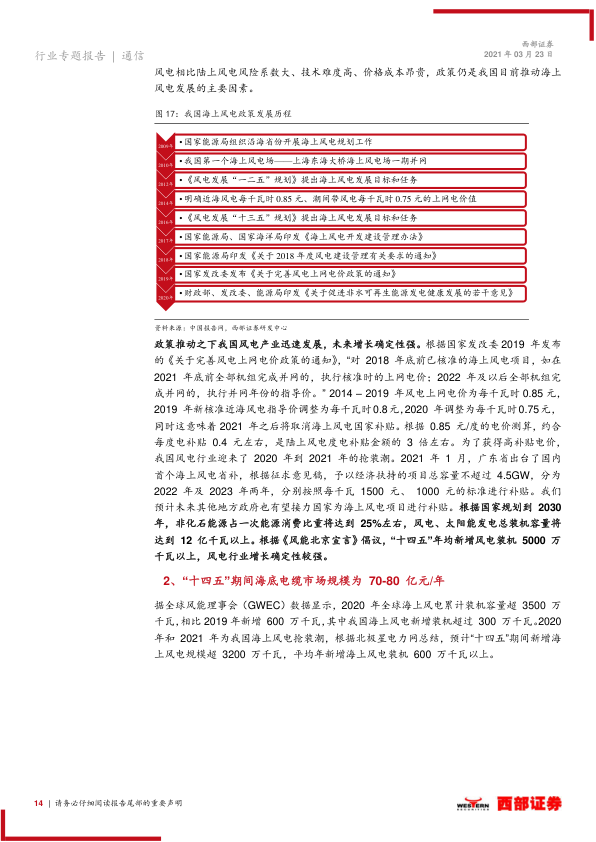 西部证券
行业专题报告 | 通信
2021 年 03 月 23 日
风电相比陆上风电风险系数大、技术难度高、价格成本昂贵，政策仍是我国目前推动海上
风电发展的主要因素。
图 17：我国海上风电政策发展历程
2009年 •国家能源局组织沿海省份开展海上风电规划工作
2010年 •我国第一个海上风电场——上海东海大桥海上风电场一期并网
2012年 •《风电发展“一二五”规划》提出海上风电发展目标和任务
2014年 •明确近海风电每千瓦时0.85 元、潮间带风电每千瓦时0.75 元的上网电价值
2016年 •《风电发展“十三五”规划》提出海上风电发展目标和任务
2017年 •国家能源局、国家海洋局印发《海上风电开发建设管理办法》
2018年 •国家能源局印发《关于 2018 年度风电建设管理有关要求的通知》
2019年 •国家发改委发布《关于完善风电上网电价政策的通知》
2020年 •财政部、发改委、能源局印发《关于促进非水可再生能源发电健康发展的若干意见》
资料来源：中国报告网，西部证券研发中心
政策推动之下我国风电产业迅速发展，未来增长确定性强。根据国家发改委 2019 年发布
的《关于完善风电上网电价政策的通知》，“对 2018 年底前已核准的海上风电项目，如在
2021 年底前全部机组完成并网的，执行核准时的上网电价；2022 年及以后全部机组完
成并网的，执行并网年份的指导价。” 2014 – 2019 年风电上网电价为每千瓦时 0.85 元，
2019 年新核准近海风电指导价调整为每千瓦时 0.8 元，2020 年调整为每千瓦时 0.75 元，
同时这意味着 2021 年之后将取消海上风电国家补贴。根据 0.85 元/度的电价测算，约合
每度电补贴 0.4 元左右，是陆上风电度电补贴金额的 3 倍左右。为了获得高补贴电价，
我国风电行业迎来了 2020 年到 2021 年的抢装潮。2021 年 1 月，广东省出台了国内
首个海上风电省补，根据征求意见稿，予以经济扶持的项目总容量不超过 4.5GW，分为
2022 年及 2023 年两年，分别按照每千瓦 1500 元、 1000 元的标准进行补贴。我们
预计未来其他地方政府也有望接力国家为海上风电项目进行补贴。根据国家规划到 2030
年，非化石能源占一次能源消费比重将达到 25%左右，风电、太阳能发电总装机容量将
达到 12 亿千瓦以上。根据《风能北京宣言》倡议，“十四五”年均新增风电装机 5000 万
千瓦以上，风电行业增长确定性较强。
2、“十四五”期间海底电缆市场规模为 70-80 亿元/年
据全球风能理事会（GWEC）数据显示，2020 年全球海上风电累计装机容量超 3500 万
千瓦，相比 2019 年新增 600 万千瓦，其中我国海上风电新增装机超过 300 万千瓦。2020
年和 2021 年为我国海上风电抢装潮，根据北极星电力网总结，预计“十四五”期间新增海
上风电规模超 3200 万千瓦，平均年新增海上风电装机 600 万千瓦以上。
14 | 请务必仔细阅读报告尾部的重要声明
WESTERN
SECURITIES
西部证券